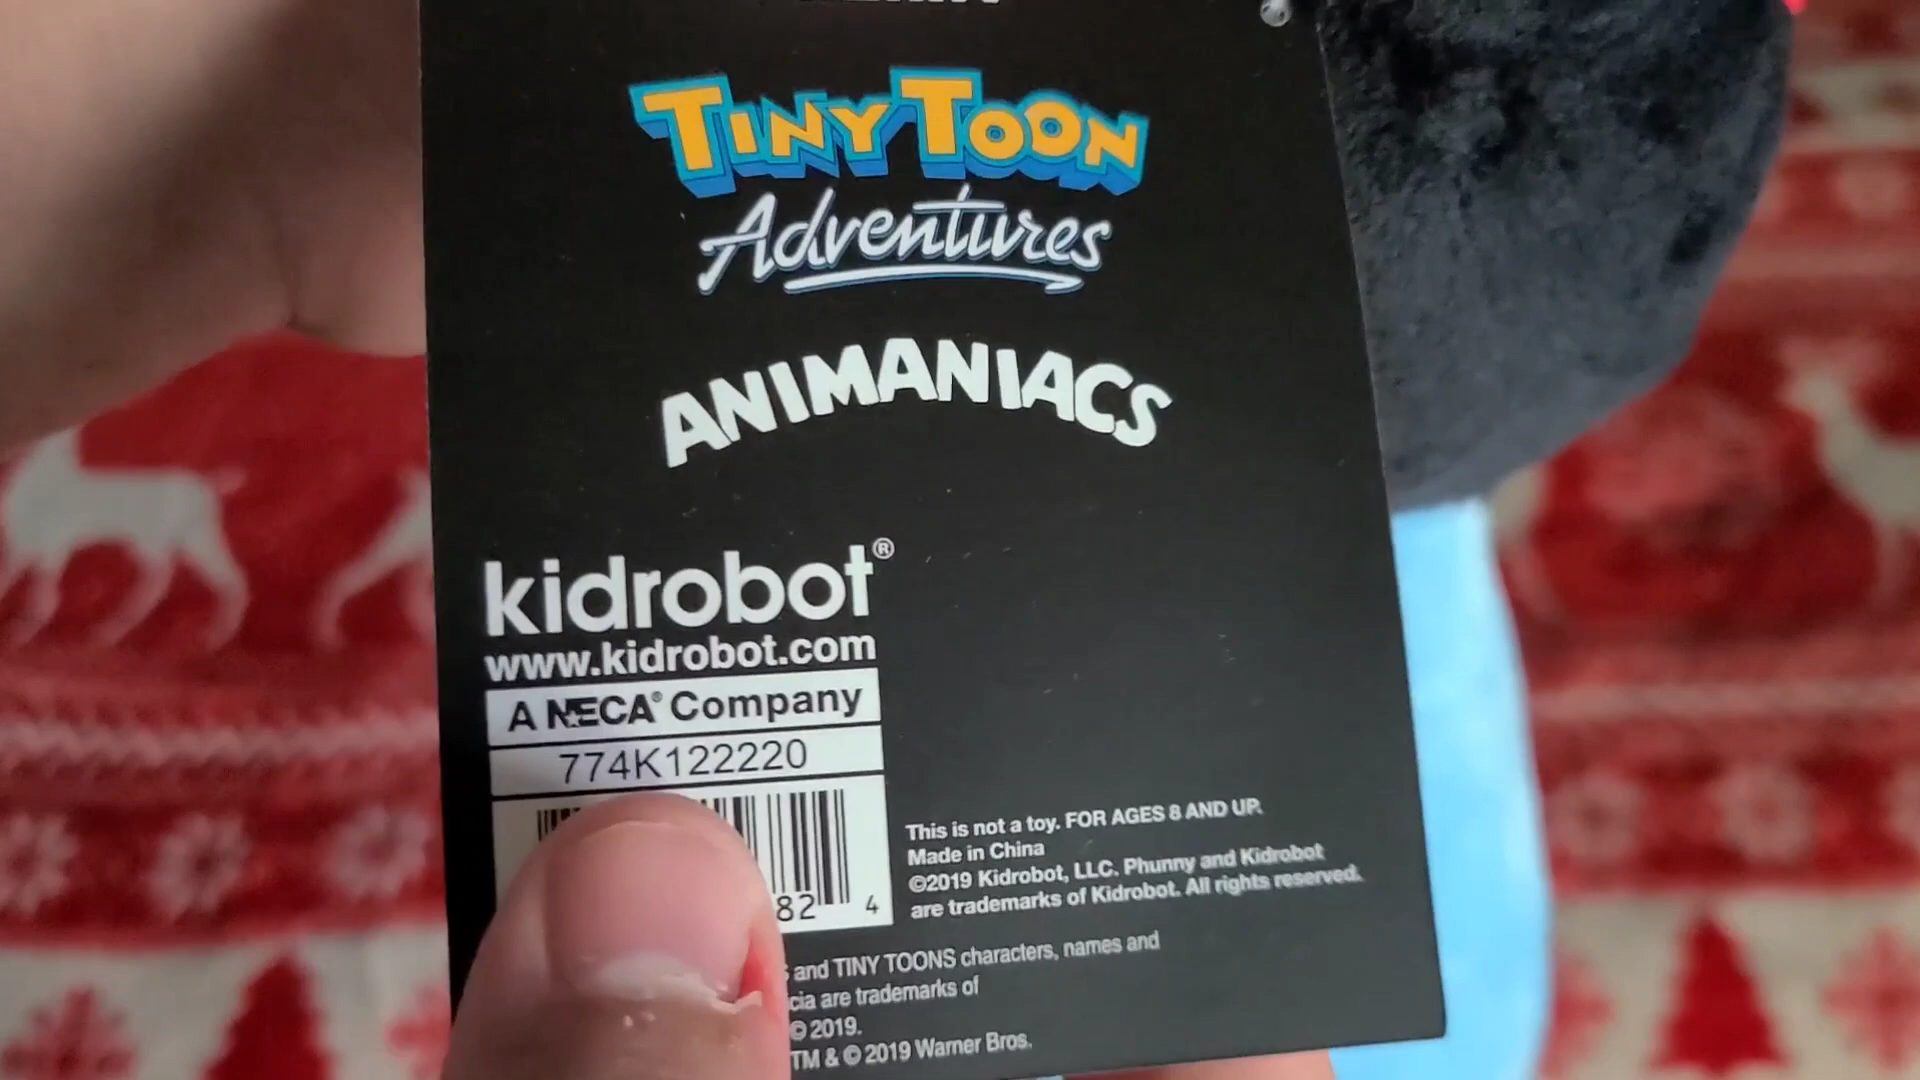 TINY TOON
Adventures
ANIMANIACS
kidrobot®
www.kidrobot.com
A NECA® Company
774K122220
82 4
This is not a toy. FOR AGES 8 AND UP.
Made in China
©2019 Kidrobot, LLC. Phunny and Kidrobot
are trademarks of Kidrobot. All rights reserved.
and TINY TOONS characters, names and
are trademarks of
© 2019.
TM & © 2019 Warner Bros.